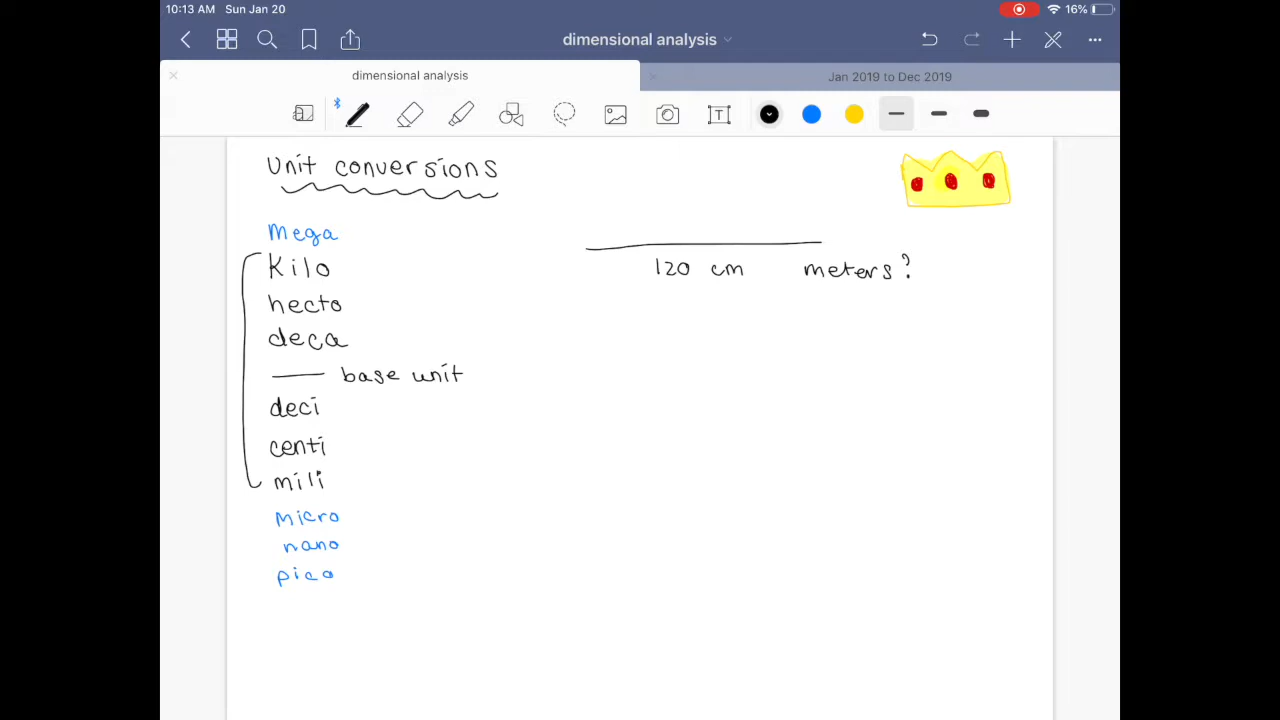 10:13 AM Sun Jan 20
16%
dimensional analysis
dimensional analysis
Jan 2019 to Dec 2019
T
Unit conversions
Mega
Kilo
hecto
deca
base unit
deci
centi
mili
micro
nano
pico
120 cm meters?